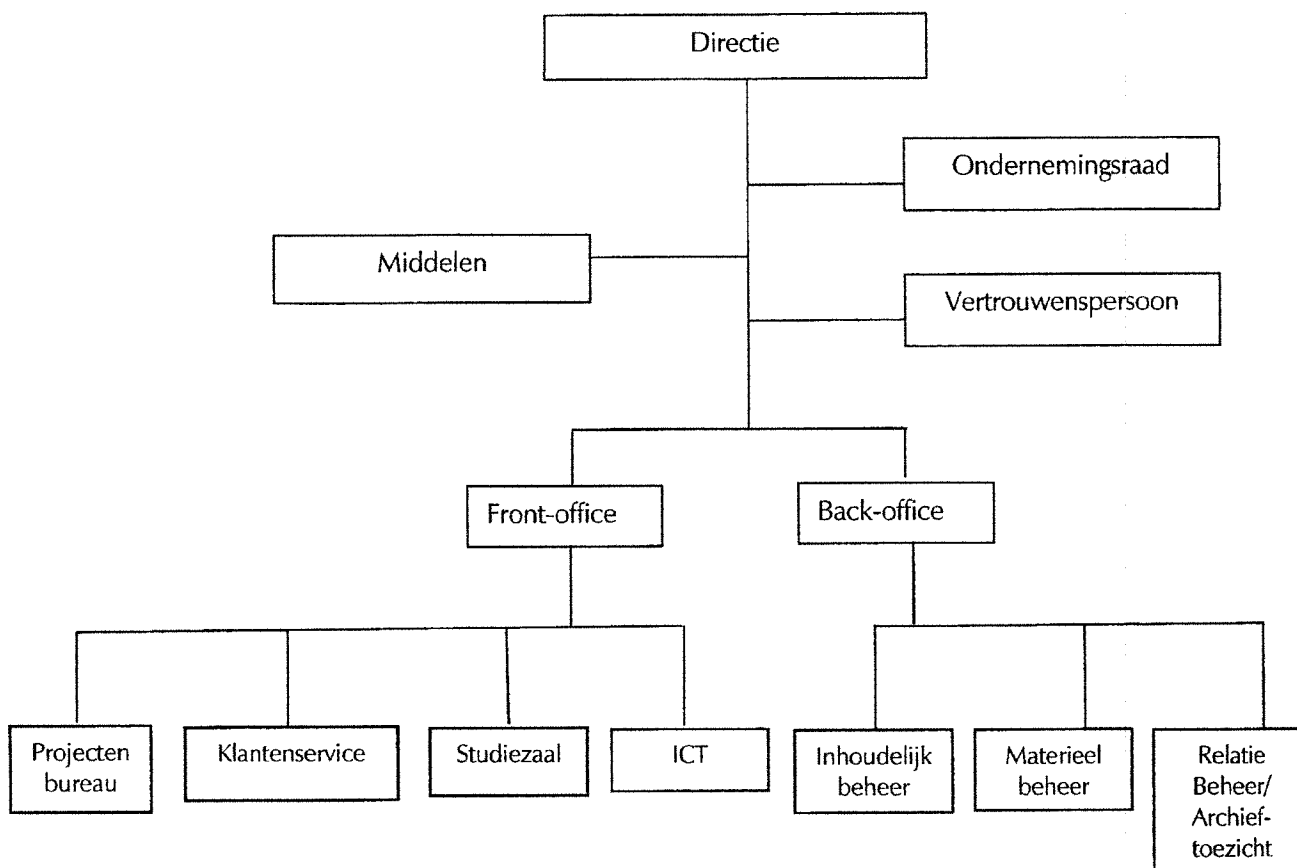 Directie
Ondernemingsraad
Middelen
Vertrouwenspersoon
Front-office
Back-office
Projecten
bureau
Klantenservice
Studiezaal
ICT
Inhoudelijk
beheer
Materieel
beheer
Relatie
Beheer/
Archief-
toezicht